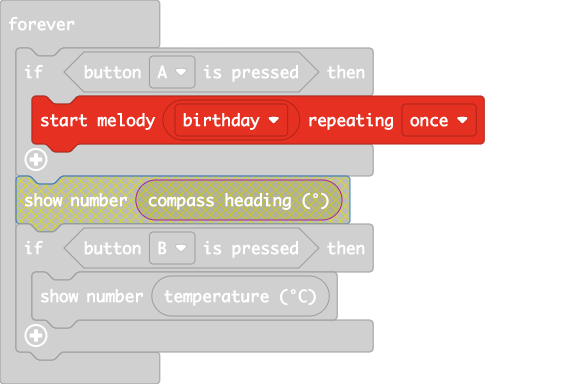 forever
if button A is pressed then
start melody birthday repeating once
show number compass heading (°)
if button B is pressed then
show number temperature (°C)